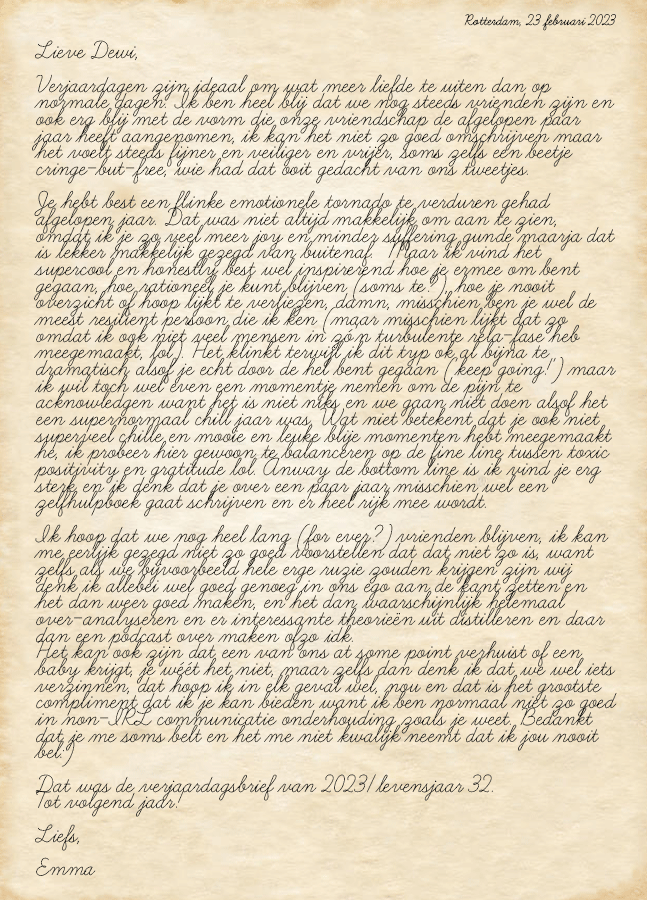 Rotterdam, 23 februari 2023
Lieve Dewi,
Verjaardagen zijn ideaal om wat meer liefde te uiten dan op
normale dagen. Ik ben heel blij dat we nog steeds vrienden zijn en
ook erg blij met de vorm die onze vriendschap de afgelopen paar
jaar heeft aangenomen, ik kan het niet zo goed omschrijven maar
het voelt steeds fijner en veiliger en vrijer, soms zelfs een beetje
cringe-but-free, wie had dat ooit gedacht van ons tweetjes.
Je hebt best een flinke emotionele tornado te verduren gehad
afgelopen jaar. Dat was niet altijd makkelijk om aan te zien,
omdat ik je zo veel meer joy en minder suffering gunde maarja dat
is lekker makkelijk gezegd van buitenaf. Maar ik vind het
supercool en honestly best wel inspirerend hoe je ermee om bent
gegaan, hoe rationeel je kunt blijven (soms te?), hoe je nooit
overzicht of hoop lijkt te verliezen, damn, misschien ben je wel de
meest resilient persoon die ik ken (maar misschien lijkt dat zo
omdat ik ook niet veel mensen in zo'n turbulente rela-fase heb
meegemaakt, lol). Het klinkt terwijl ik dit typ ook al bijna te
dramatisch alsof je echt door de hel bent gegaan ("keep going!") maar
ik wil toch wel even een momentje nemen om de pijn te
acknowledgen want het is niet niks en we gaan niet doen alsof het
een supernormaal chill jaar was. Wat niet betekent dat je ook niet
superveel chille en mooie en leuke blije momenten hebt meegemaakt
hè, ik probeer hier gewoon te balanceren op de fine line tussen toxic
positivity en gratitude lol. Anway de bottom line is ik vind je erg
sterk en ik denk dat je over een paar jaar misschien wel een
zelfhulpboek gaat schrijven en er heel rijk mee wordt.
Ik hoop dat we nog heel lang (for ever?) vrienden blijven, ik kan
me eerlijk gezegd niet zo goed voorstellen dat dat niet zo is, want
zelfs als we bijvoorbeeld hele erge ruzie zouden krijgen zijn wij
denk ik allebei wel goed genoeg in ons ego aan de kant zetten en
het dan weer goed maken, en het dan waarschijnlijk helemaal
over-analyseren en er interessante theorieën uit distilleren en daar
dan een podcast over maken ofzo idk.
Het kan ook zijn dat een van ons at some point verhuist of een
baby krijgt, je wéét het niet, maar zelfs dan denk ik dat we wel iets
verzinnen, dat hoop ik in elk geval wel, nou en dat is het grootste
compliment dat ik je kan bieden want ik ben normaal niet zo goed
in non-IRL communicatie onderhouding zoals je weet. Bedankt
dat je me soms belt en het me niet kwalijk neemt dat ik jou nooit
bel:)
Dat was de verjaardagsbrief van 2023/levensjaar 32.
Tot volgend jaar!
Liefs,
Emma